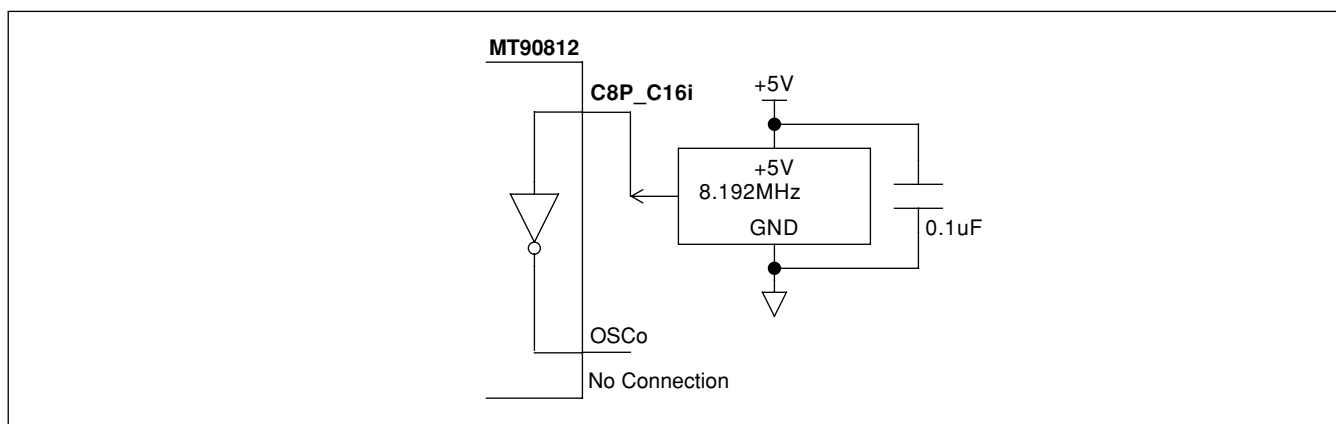 MT90812
C8P_C16i
+5V
+5V
8.192MHz
GND
0.1uF
OSCo
No Connection